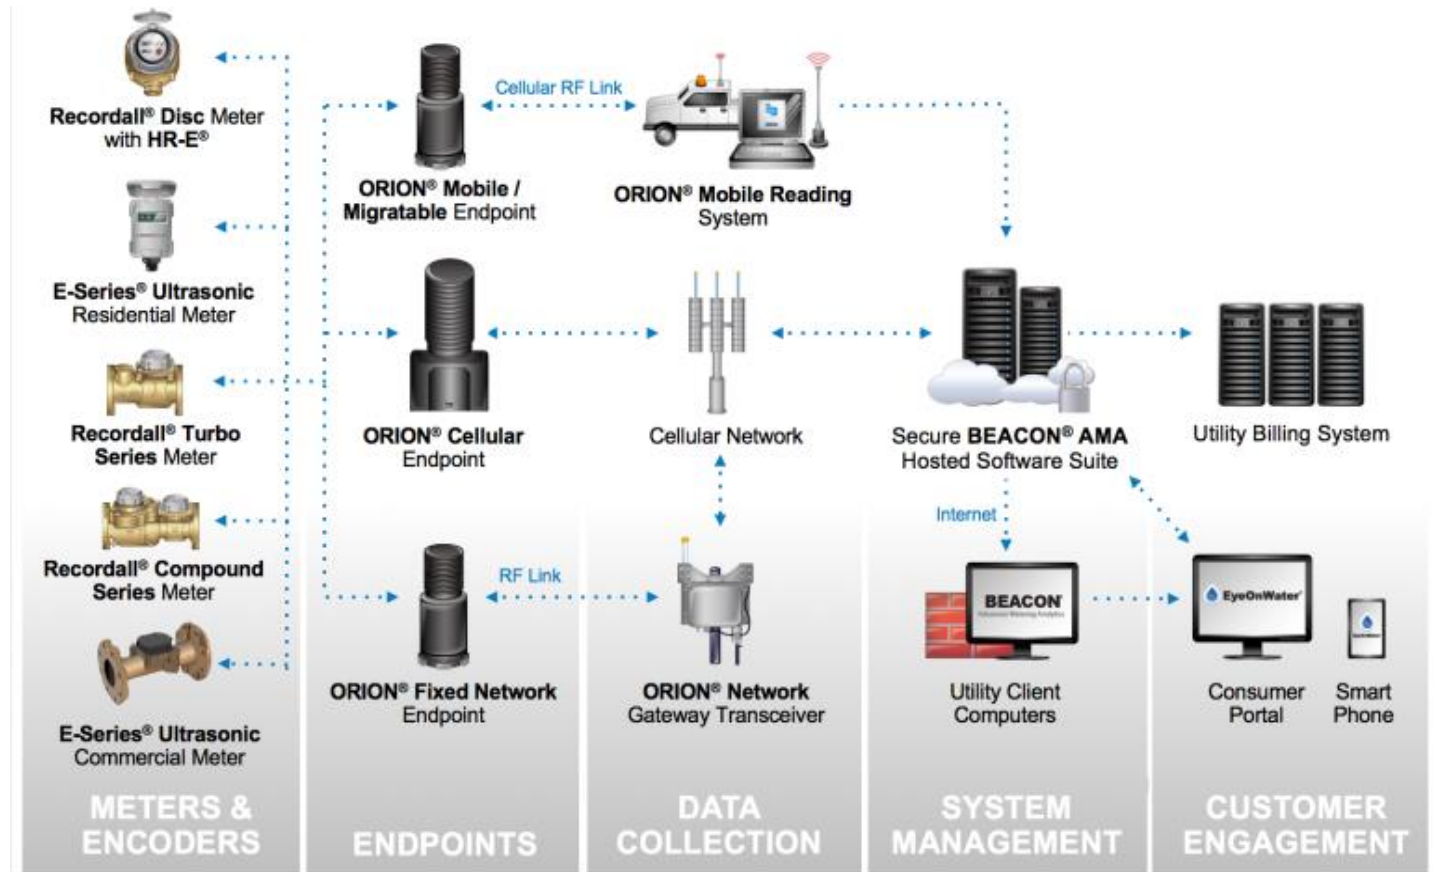 Recordall® Disc Meter
with HR-E®
E-Series® Ultrasonic
Residential Meter
Recordall® Turbo
Series Meter
Recordall® Compound
Series Meter
E-Series® Ultrasonic
Commercial Meter
METERS &
ENCODERS
ORION® Mobile /
Migratable Endpoint
ORION® Cellular
Endpoint
ORION® Fixed Network
Endpoint
ENDPOINTS
Cellular RF Link
RF Link
ORION® Mobile Reading
System
Cellular Network
ORION® Network
Gateway Transceiver
DATA
COLLECTION
Secure BEACON® AMA
Hosted Software Suite
Internet
BEACON
Utility Client
Computers
SYSTEM
MANAGEMENT
Utility Billing System
EyeOnWater
Consumer
Portal
Smart
Phone
CUSTOMER
ENGAGEMENT